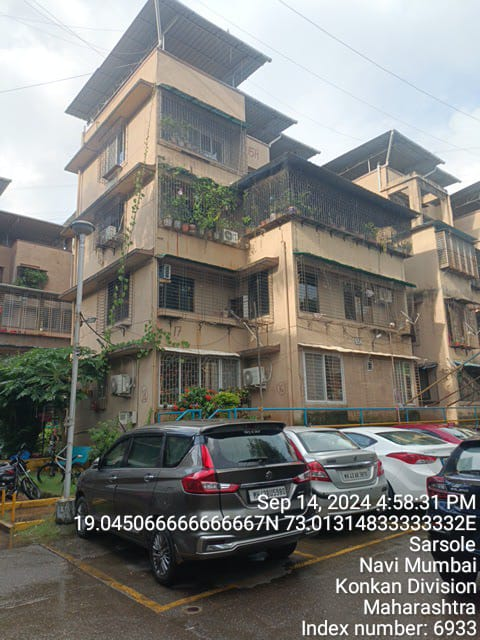 17
Sep 14, 2024 4:58:31 PM
19.045066666666667N 73.01314833333332E
Sarsole
Navi Mumbai
Konkan Division
Maharashtra
Index number: 6933